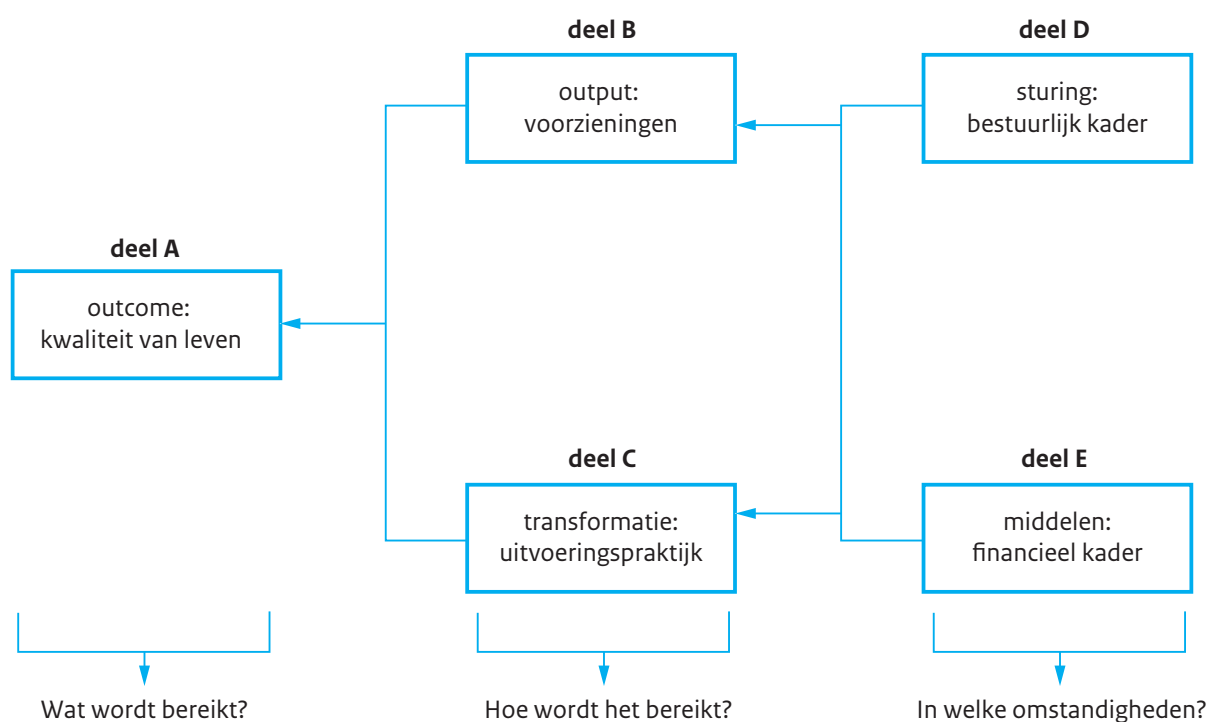 deel B
output:
voorzieningen
deel D
sturing:
bestuurlijk kader
deel A
outcome:
kwaliteit van leven
deel C
transformatie:
uitvoeringspraktijk
deel E
middelen:
financieel kader
Wat wordt bereikt?
Hoe wordt het bereikt?
In welke omstandigheden?